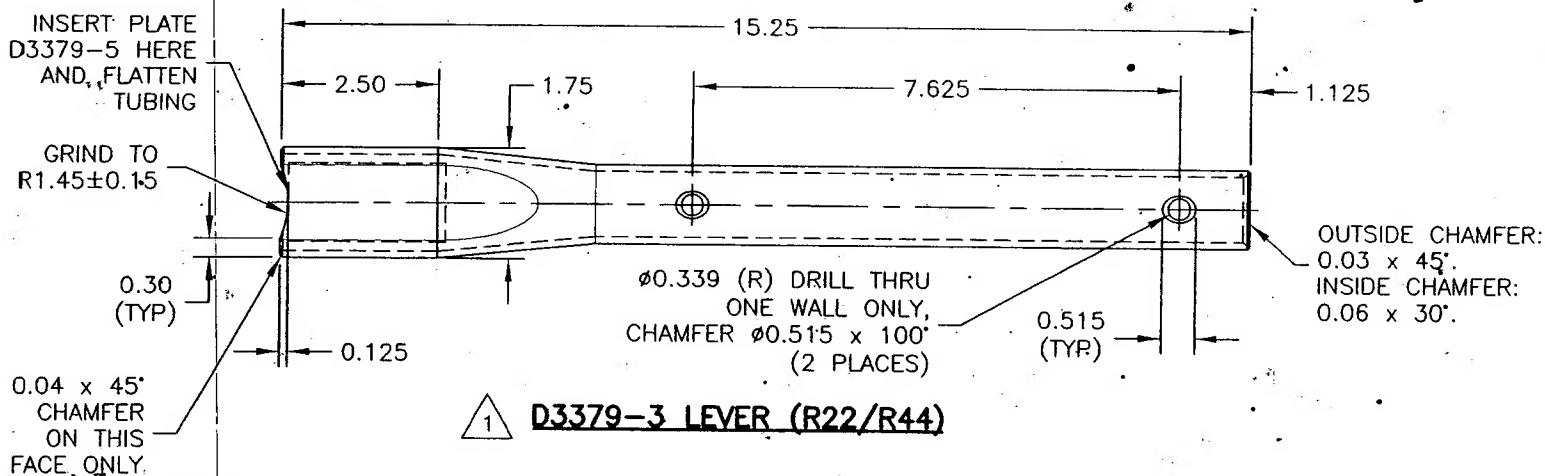 INSERT PLATE
D3379-5 HERE
AND FLATTEN
TUBING
15.25
2.50
1.75
7.625
1.125
GRIND TO
R1.45±0.15
0.30
(TYP)
0.125
0.04 x 45°
CHAMFER
ON THIS
FACE ONLY.
Ø0.339 (R) DRILL THRU
ONE WALL ONLY,
CHAMFER Ø0.515 x 100°
(2 PLACES)
0.515
(TYP.)
OUTSIDE CHAMFER:
0.03 x 45°.
INSIDE CHAMFER:
0.06 x 30°.
1 D3379-3 LEVER (R22/R44)